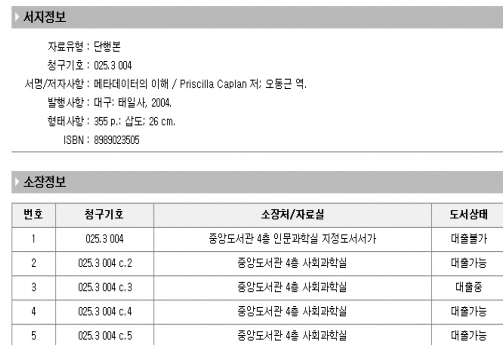 서지정보
자료유형 : 단행본
청구기호 : 025.3 004
서명/저자사항 : 메타데이터의 이해 / Priscilla Caplan 저; 오동근 역.
발행사항 : 대구: 태일사, 2004.
형태사항 : 355 p.: 삽도; 26 cm.
ISBN : 8989023505
소장정보
번호 청구기호 소장처/자료실 도서상태
1 025.3 004 중앙도서관 4층 인문과학실 지정도서서가 대출불가
2 025.3 004 c.2 중앙도서관 4층 사회과학실 대출가능
3 025.3 004 c.3 중앙도서관 4층 사회과학실 대출중
4 025.3 004 c.4 중앙도서관 4층 사회과학실 대출가능
5 025.3 004 c.5 중앙도서관 4층 사회과학실 대출가능